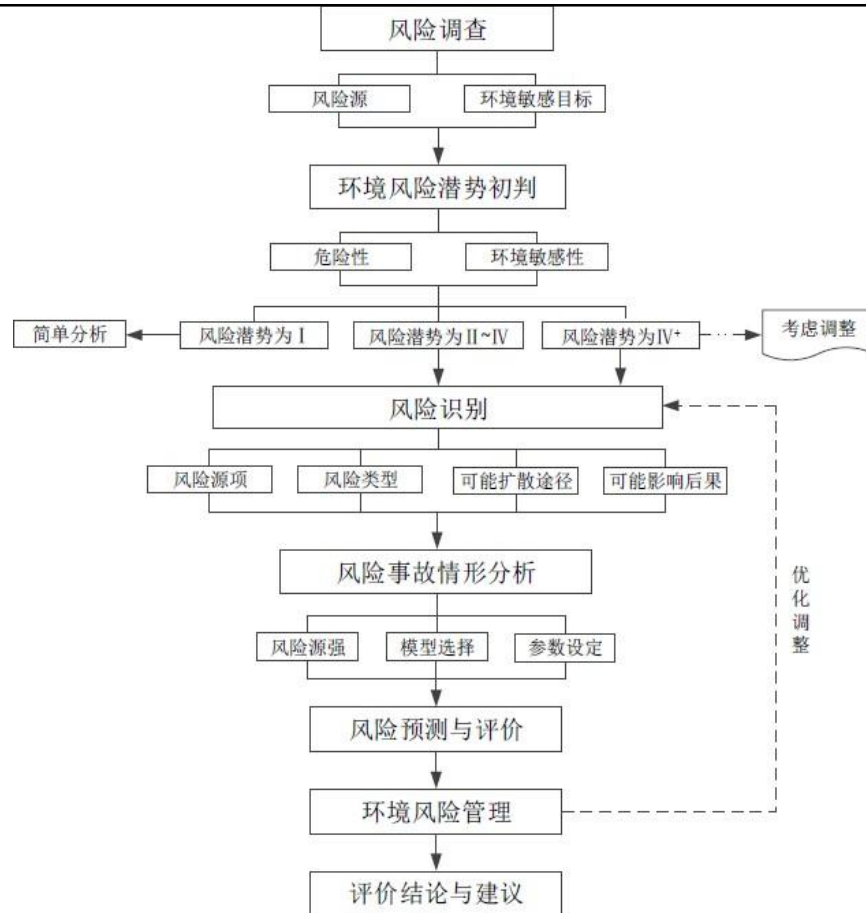 风险调查
风险源
环境敏感目标
环境风险潜势初判
危险性
环境敏感性
简单分析
风险潜势为Ⅰ
风险潜势为Ⅱ~Ⅳ
风险潜势为Ⅳ⁺
考虑调整
风险识别
风险源项
风险类型
可能扩散途径
可能影响后果
风险事故情形分析
优化调整
风险源强
模型选择
参数设定
风险预测与评价
环境风险管理
评价结论与建议